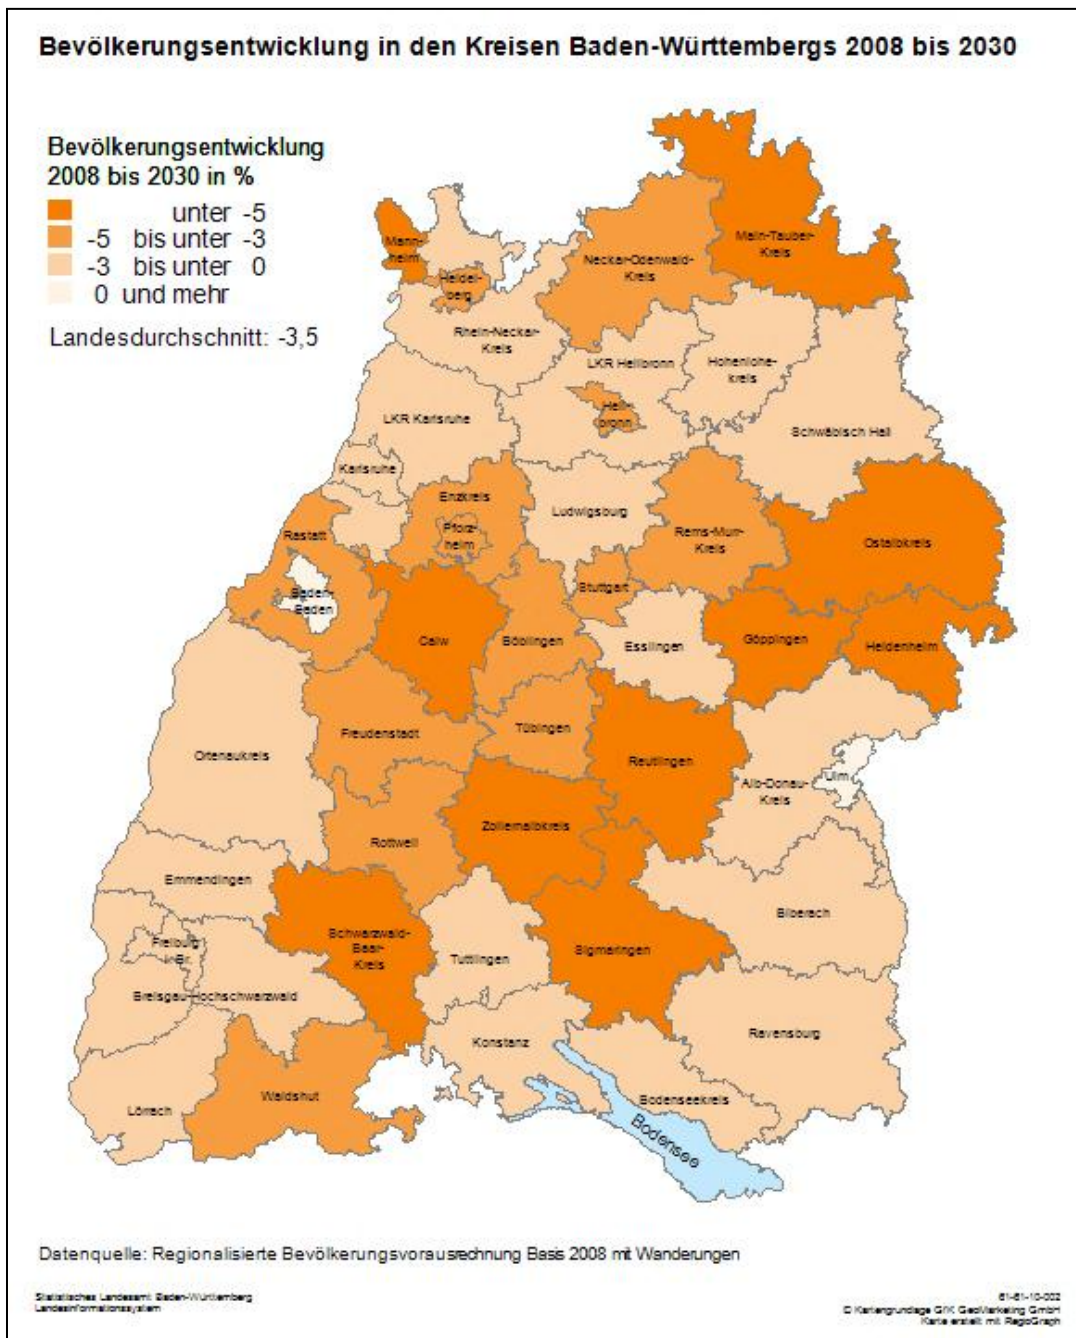 Bevölkerungsentwicklung in den Kreisen Baden-Württembergs 2008 bis 2030
Bevölkerungsentwicklung
2008 bis 2030 in %
unter -5
-5 bis unter -3
-3 bis unter 0
0 und mehr
Landesdurchschnitt: -3,5
Main-Tauber-
Kreis
Mann-
heim
Neckar-Odenwald-
Kreis
Heidel-
berg
Rhein-Neckar-
Kreis
LKR Heilbronn
Hohenlohe-
kreis
Heil-
bronn
LKR Karlsruhe
Schwäbisch Hall
Karlsruhe
Enzkreis
Ludwigsburg
Pforz-
heim
Rems-Murr-
Kreis
Ostalbkreis
Rastatt
Stuttgart
Baden-
Baden
Calw
Böblingen
Esslingen
Göppingen
Heidenheim
Freudenstadt
Tübingen
Ortenaukreis
Reutlingen
Alb-Donau-
Kreis
Ulm
Zollernalbkreis
Rottweil
Emmendingen
Biberach
Schwarzwald-
Baar-
Kreis
Freiburg
i. Br.
Tuttlingen
Sigmaringen
Breisgau-Hochschwarzwald
Ravensburg
Konstanz
Waldshut
Bodenseekreis
Lörrach
Bodensee
Datenquelle: Regionalisierte Bevölkerungsvorausrechnung Basis 2008 mit Wanderungen
Statistisches Landesamt Baden-Württemberg
Landesinformationssystem
61-61-10-002
© Kartengrundlage GfK GeoMarketing GmbH
Karte erstellt mit RegioGraph